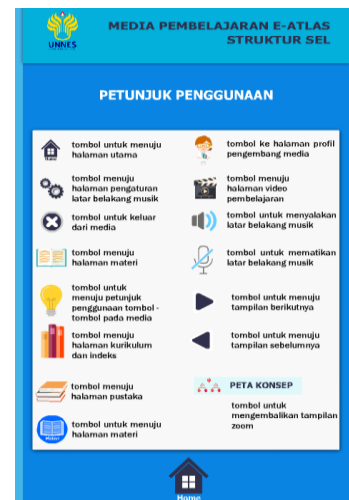 UNNES
MEDIA PEMBELAJARAN E-ATLAS
STRUKTUR SEL
PETUNJUK PENGGUNAAN
Home
tombol untuk menuju
halaman utama
tombol menuju
halaman pengaturan
latar belakang musik
tombol untuk keluar
dari media
tombol menuju
halaman materi
tombol untuk
menuju petunjuk
penggunaan tombol -
tombol pada media
tombol menuju
halaman kurikulum
dan indeks
tombol menuju
halaman pustaka
Materi
tombol untuk menuju
halaman materi
tombol ke halaman profil
pengembang media
tombol menuju
halaman video
pembelajaran
tombol untuk menyalakan
latar belakang musik
tombol untuk mematikan
latar belakang musik
tombol untuk menuju
tampilan berikutnya
tombol untuk menuju
tampilan sebelumnya
PETA KONSEP
tombol untuk
mengembalikan tampilan
zoom
Home